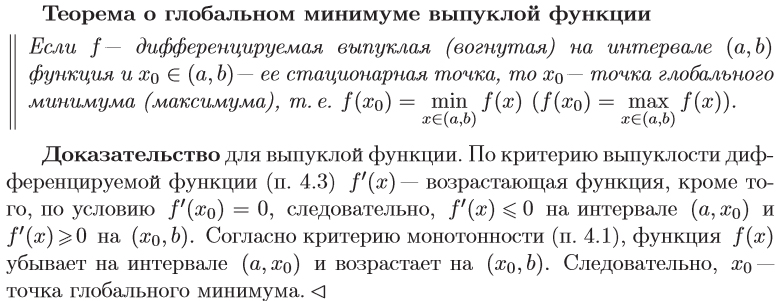 Теорема о глобальном минимуме выпуклой функции
Если f — дифференцируемая выпуклая (вогнутая) на интервале (a, b)
функция и x₀ ∈ (a, b) — ее стационарная точка, то x₀ — точка глобального
минимума (максимума), т. е. f(x₀) = min f(x) (f(x₀) = max f(x)).
x∈(a,b) x∈(a,b)
Доказательство для выпуклой функции. По критерию выпуклости диф-
ференцируемой функции (п. 4.3) f′(x) — возрастающая функция, кроме то-
го, по условию f′(x₀) = 0, следовательно, f′(x) ⩽ 0 на интервале (a, x₀) и
f′(x) ⩾ 0 на (x₀, b). Согласно критерию монотонности (п. 4.1), функция f(x)
убывает на интервале (a, x₀) и возрастает на (x₀, b). Следовательно, x₀ —
точка глобального минимума. ◁